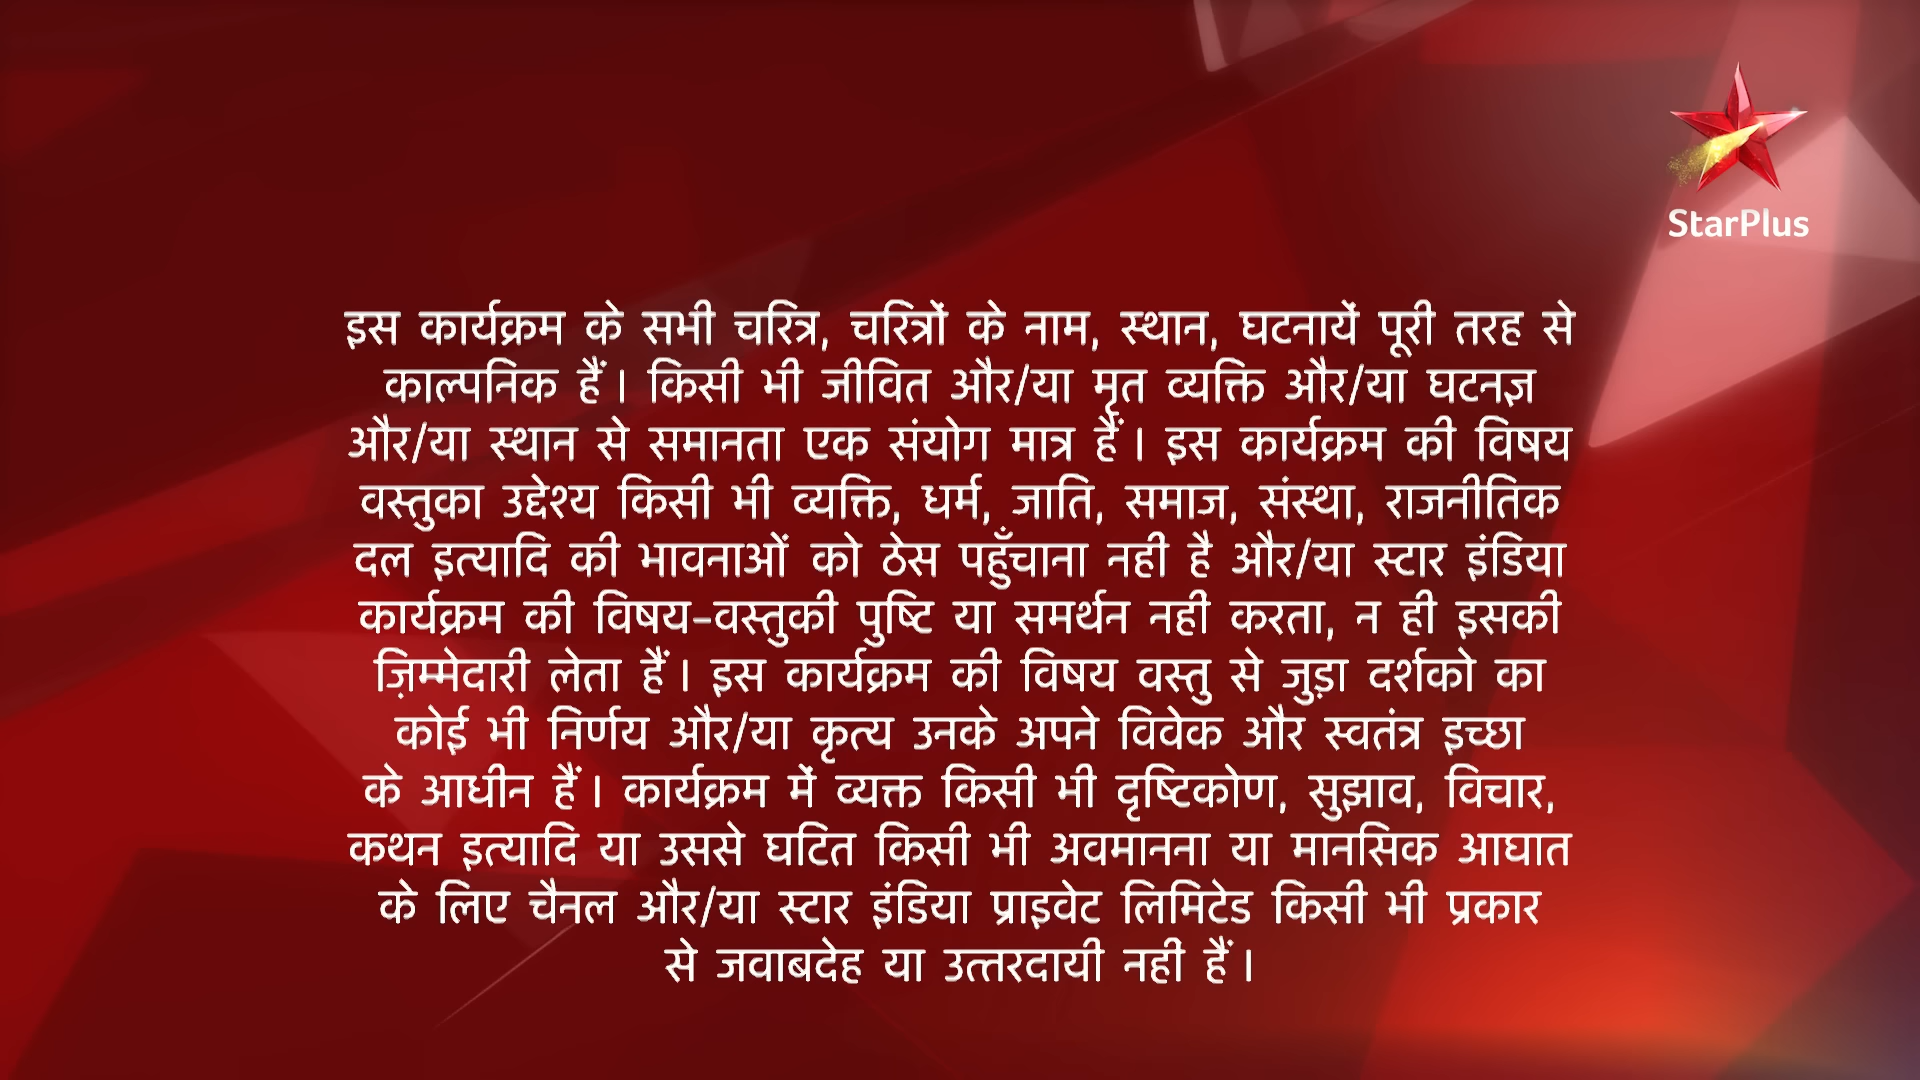 StarPlus
इस कार्यक्रम के सभी चरित्र, चरित्रों के नाम, स्थान, घटनायें पूरी तरह से
काल्पनिक हैं। किसी भी जीवित और/या मृत व्यक्ति और/या घटनज्ञ
और/या स्थान से समानता एक संयोग मात्र हैं। इस कार्यक्रम की विषय
वस्तुका उद्देश्य किसी भी व्यक्ति, धर्म, जाति, समाज, संस्था, राजनीतिक
दल इत्यादि की भावनाओं को ठेस पहुँचाना नही है और/या स्टार इंडिया
कार्यक्रम की विषय-वस्तुकी पुष्टि या समर्थन नही करता, न ही इसकी
ज़िम्मेदारी लेता हैं। इस कार्यक्रम की विषय वस्तु से जुड़ा दर्शको का
कोई भी निर्णय और/या कृत्य उनके अपने विवेक और स्वतंत्र इच्छा
के आधीन हैं। कार्यक्रम में व्यक्त किसी भी दृष्टिकोण, सुझाव, विचार,
कथन इत्यादि या उससे घटित किसी भी अवमानना या मानसिक आघात
के लिए चैनल और/या स्टार इंडिया प्राइवेट लिमिटेड किसी भी प्रकार
से जवाबदेह या उत्तरदायी नही हैं।